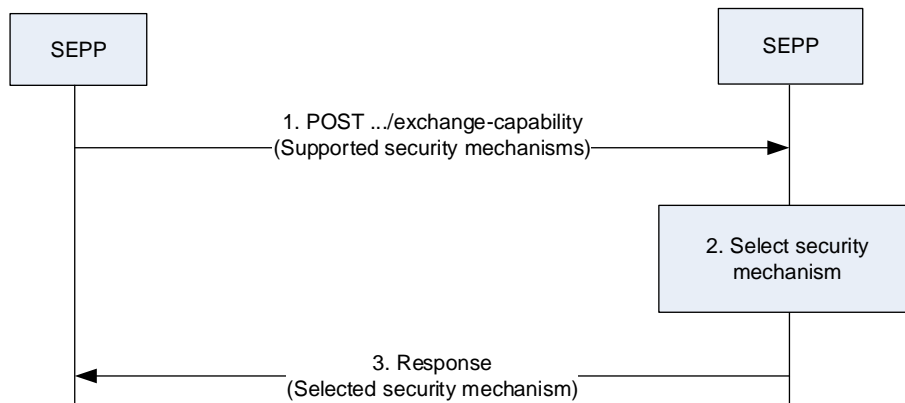 SEPP
SEPP
1. POST .../exchange-capability
(Supported security mechanisms)
2. Select security
mechanism
3. Response
(Selected security mechanism)